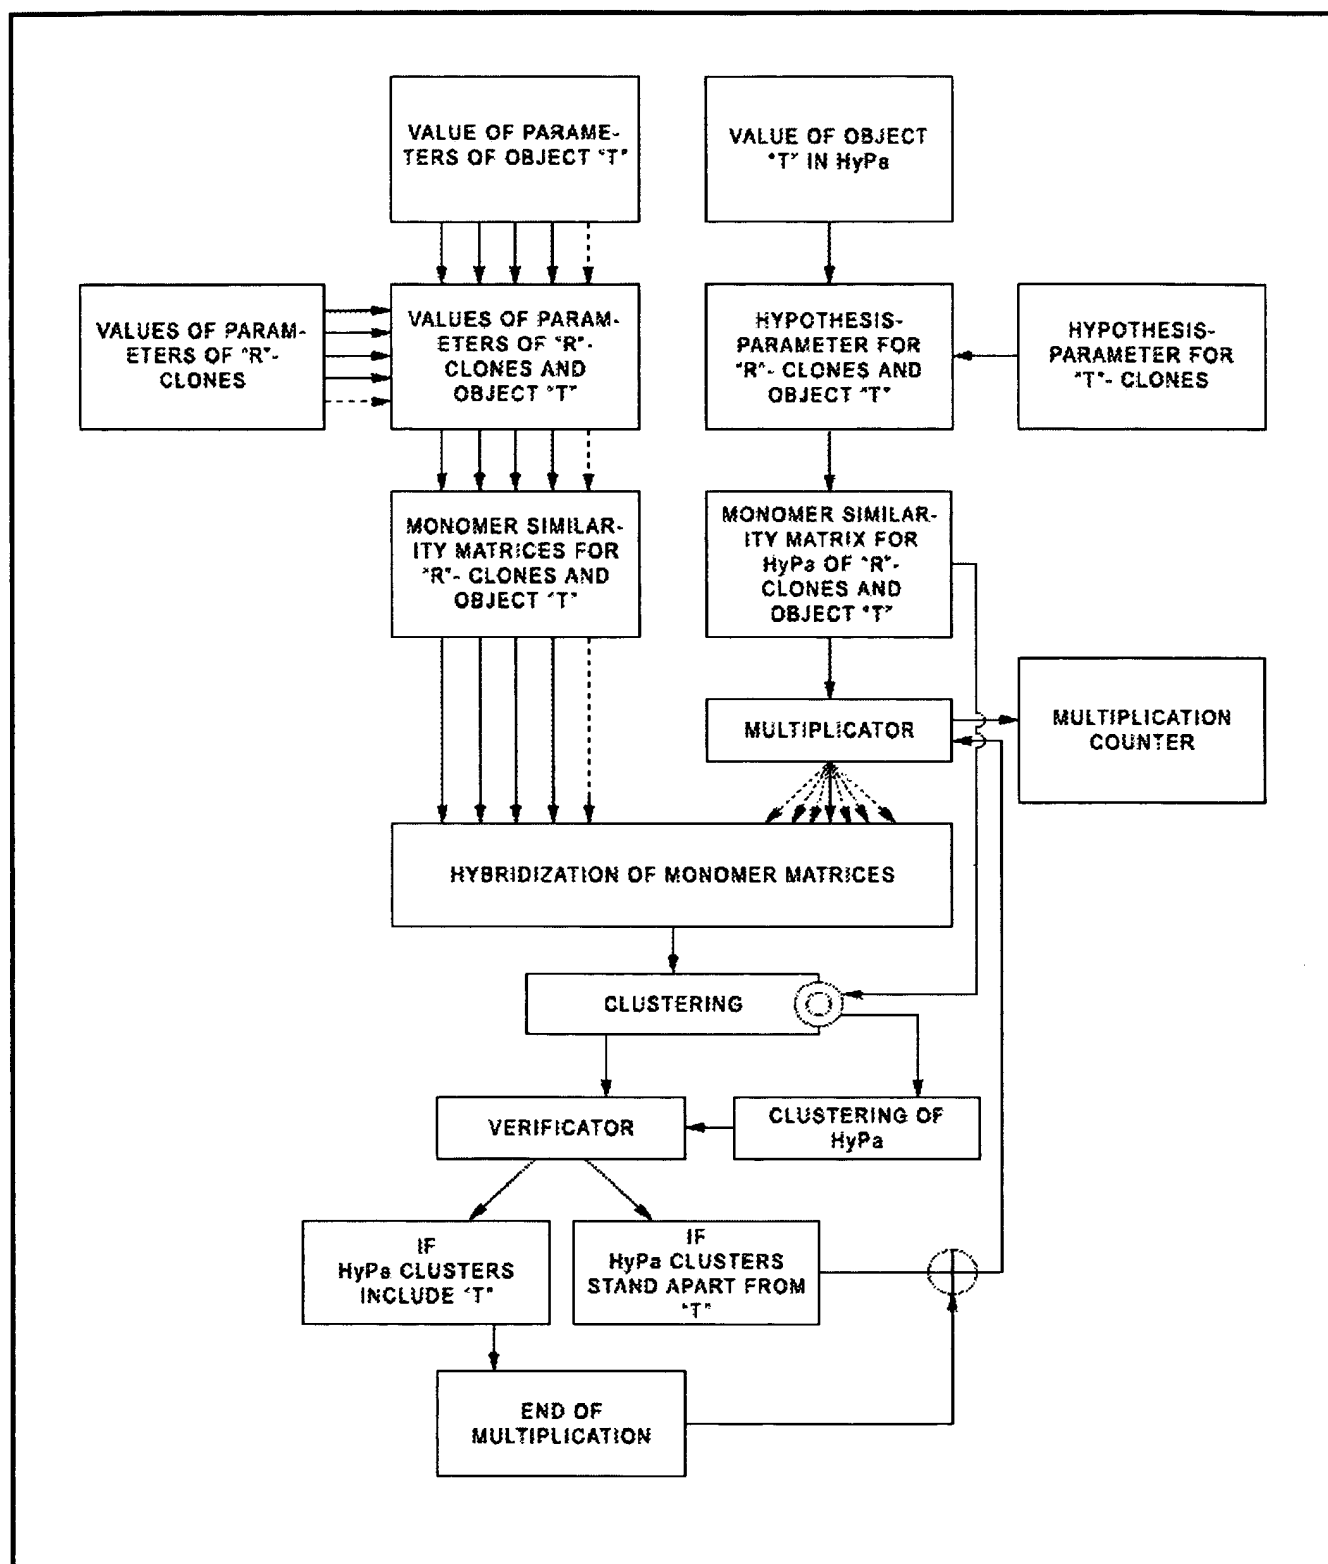 VALUE OF PARAME-
TERS OF OBJECT "T"
VALUE OF OBJECT
"T" IN HyPa
VALUES OF PARAM-
ETERS OF "R"-
CLONES
VALUES OF PARAM-
ETERS OF "R"-
CLONES AND
OBJECT "T"
HYPOTHESIS-
PARAMETER FOR
"R"- CLONES AND
OBJECT "T"
HYPOTHESIS-
PARAMETER FOR
"T"- CLONES
MONOMER SIMILAR-
ITY MATRICES FOR
"R"- CLONES AND
OBJECT "T"
MONOMER SIMILAR-
ITY MATRIX FOR
HyPa OF "R"-
CLONES AND
OBJECT "T"
MULTIPLICATOR
MULTIPLICATION
COUNTER
HYBRIDIZATION OF MONOMER MATRICES
CLUSTERING
VERIFICATOR
CLUSTERING OF
HyPa
IF
HyPa CLUSTERS
INCLUDE "T"
IF
HyPa CLUSTERS
STAND APART FROM
"T"
END OF
MULTIPLICATION